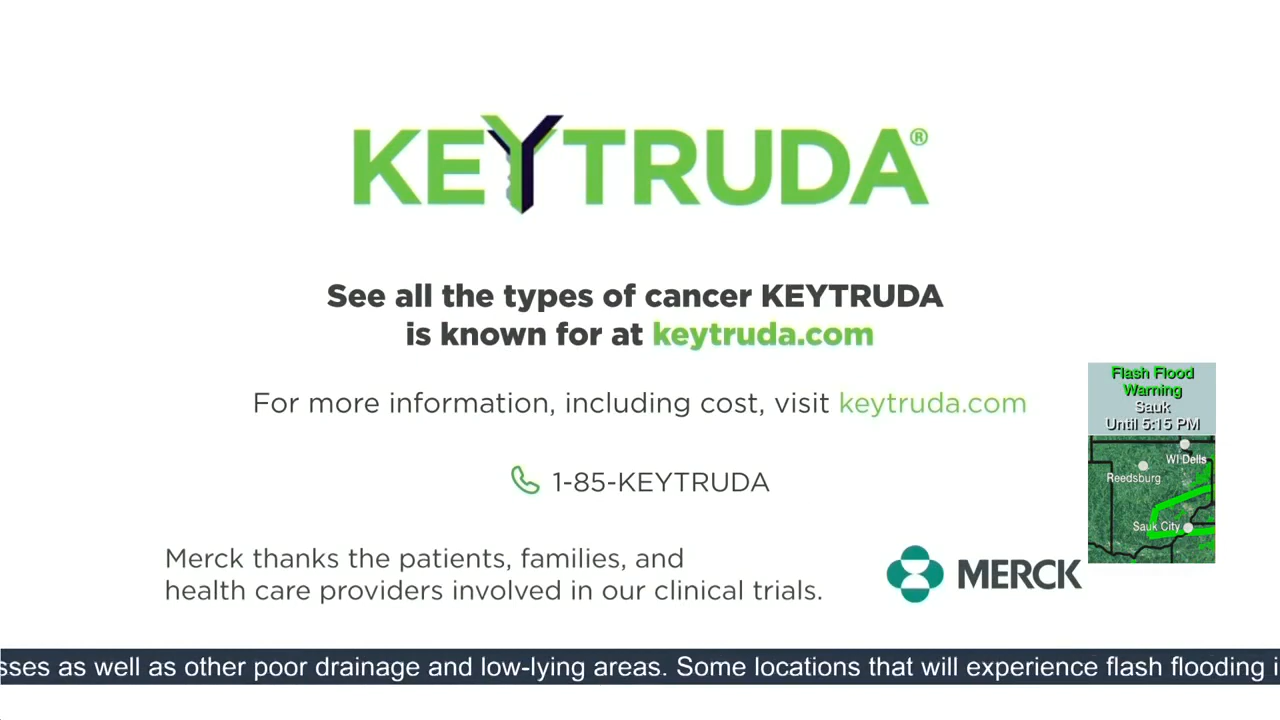 KEYTRUDA®
See all the types of cancer KEYTRUDA
is known for at keytruda.com
For more information, including cost, visit keytruda.com
1-85-KEYTRUDA
Merck thanks the patients, families, and
health care providers involved in our clinical trials.
MERCK
Flash Flood
Warning
Sauk
Until 5:15 PM
WI Dells
Reedsburg
Sauk City
sses as well as other poor drainage and low-lying areas. Some locations that will experience flash flooding i